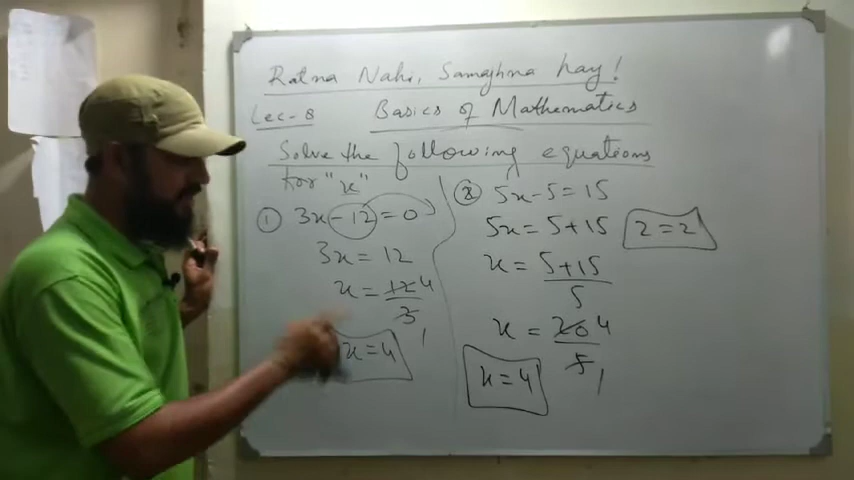 Ratna Nahi, Samajhna hay!
Lec-8 Basics of Mathematics
Solve the following equations
for "x"
① 3x-12=0
3x=12
x=12/3 4 1
x=4
② 5x-5=15
5x=5+15
x=5+15/5
x=20/5 4 1
x=4
2=2